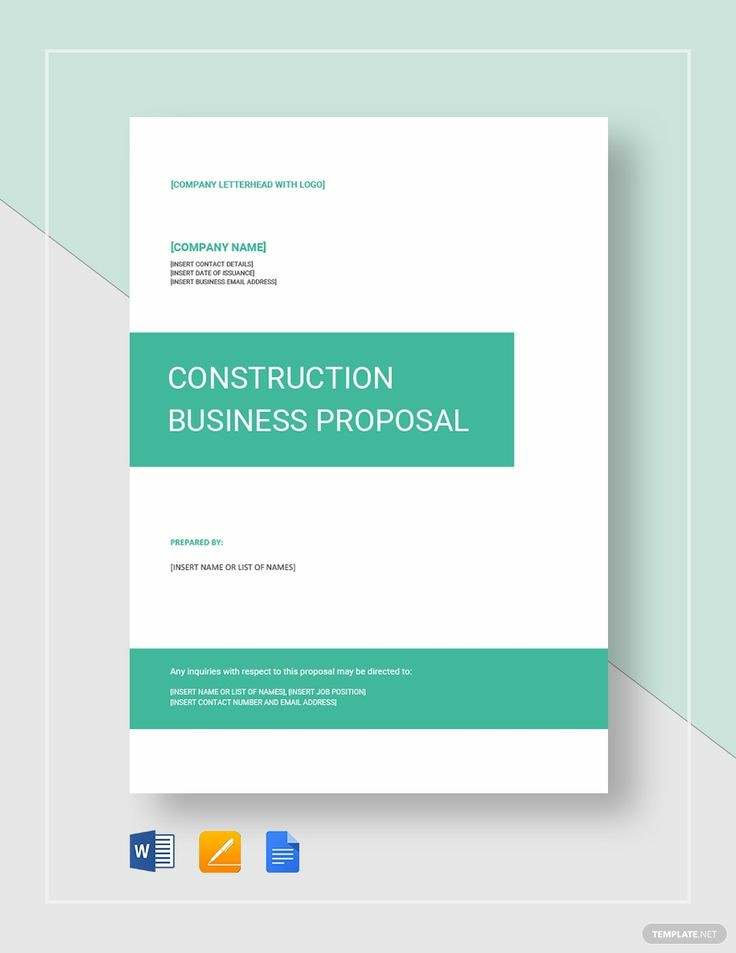 [COMPANY LETTERHEAD WITH LOGO]
[COMPANY NAME]
[INSERT CONTACT DETAILS]
[INSERT DATE OF ISSUANCE]
[INSERT BUSINESS EMAIL ADDRESS]
CONSTRUCTION
BUSINESS PROPOSAL
PREPARED BY:
[INSERT NAME OR LIST OF NAMES]
Any inquiries with respect to this proposal may be directed to:
[INSERT NAME OR LIST OF NAMES], [INSERT JOB POSITION]
[INSERT CONTACT NUMBER AND EMAIL ADDRESS]
W
TEMPLATE.NET